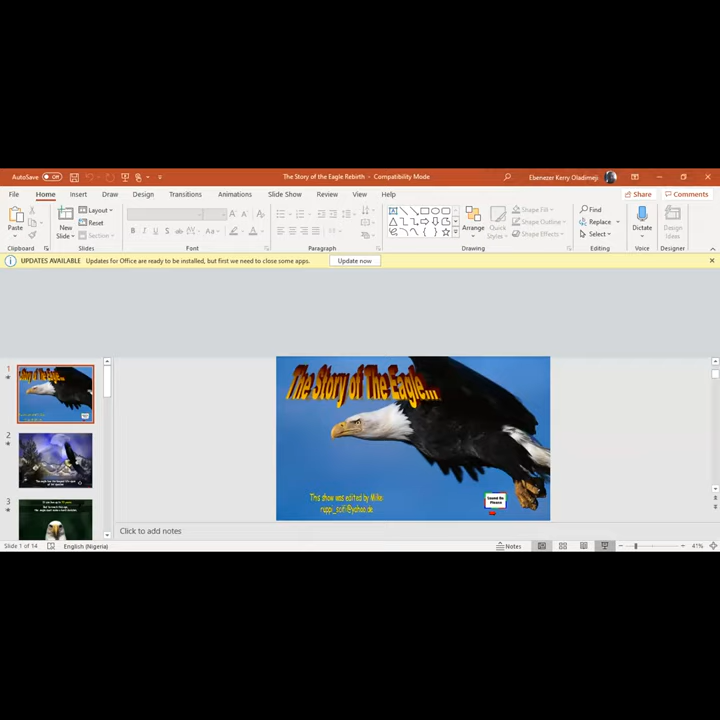 AutoSave Off
The Story of the Eagle Rebirth - Compatibility Mode
Ebenezer Kerry Oladimeji
File Home Insert Draw Design Transitions Animations Slide Show Review View Help
Share Comments
Paste
New Slide
Layout
Reset
Section
B I U S
Aa
Arrange
Quick Styles
Shape Fill
Shape Outline
Shape Effects
Find
Replace
Select
Dictate
Design Ideas
Clipboard Slides Font Paragraph Drawing Editing Voice Designer
UPDATES AVAILABLE Updates for Office are ready to be installed, but first we need to close some apps. Update now
1
2
3
The Story of The Eagle...
This show was edited by Mike
Sound On
Please
Click to add notes
Slide 1 of 14 English (Nigeria) Notes 41%